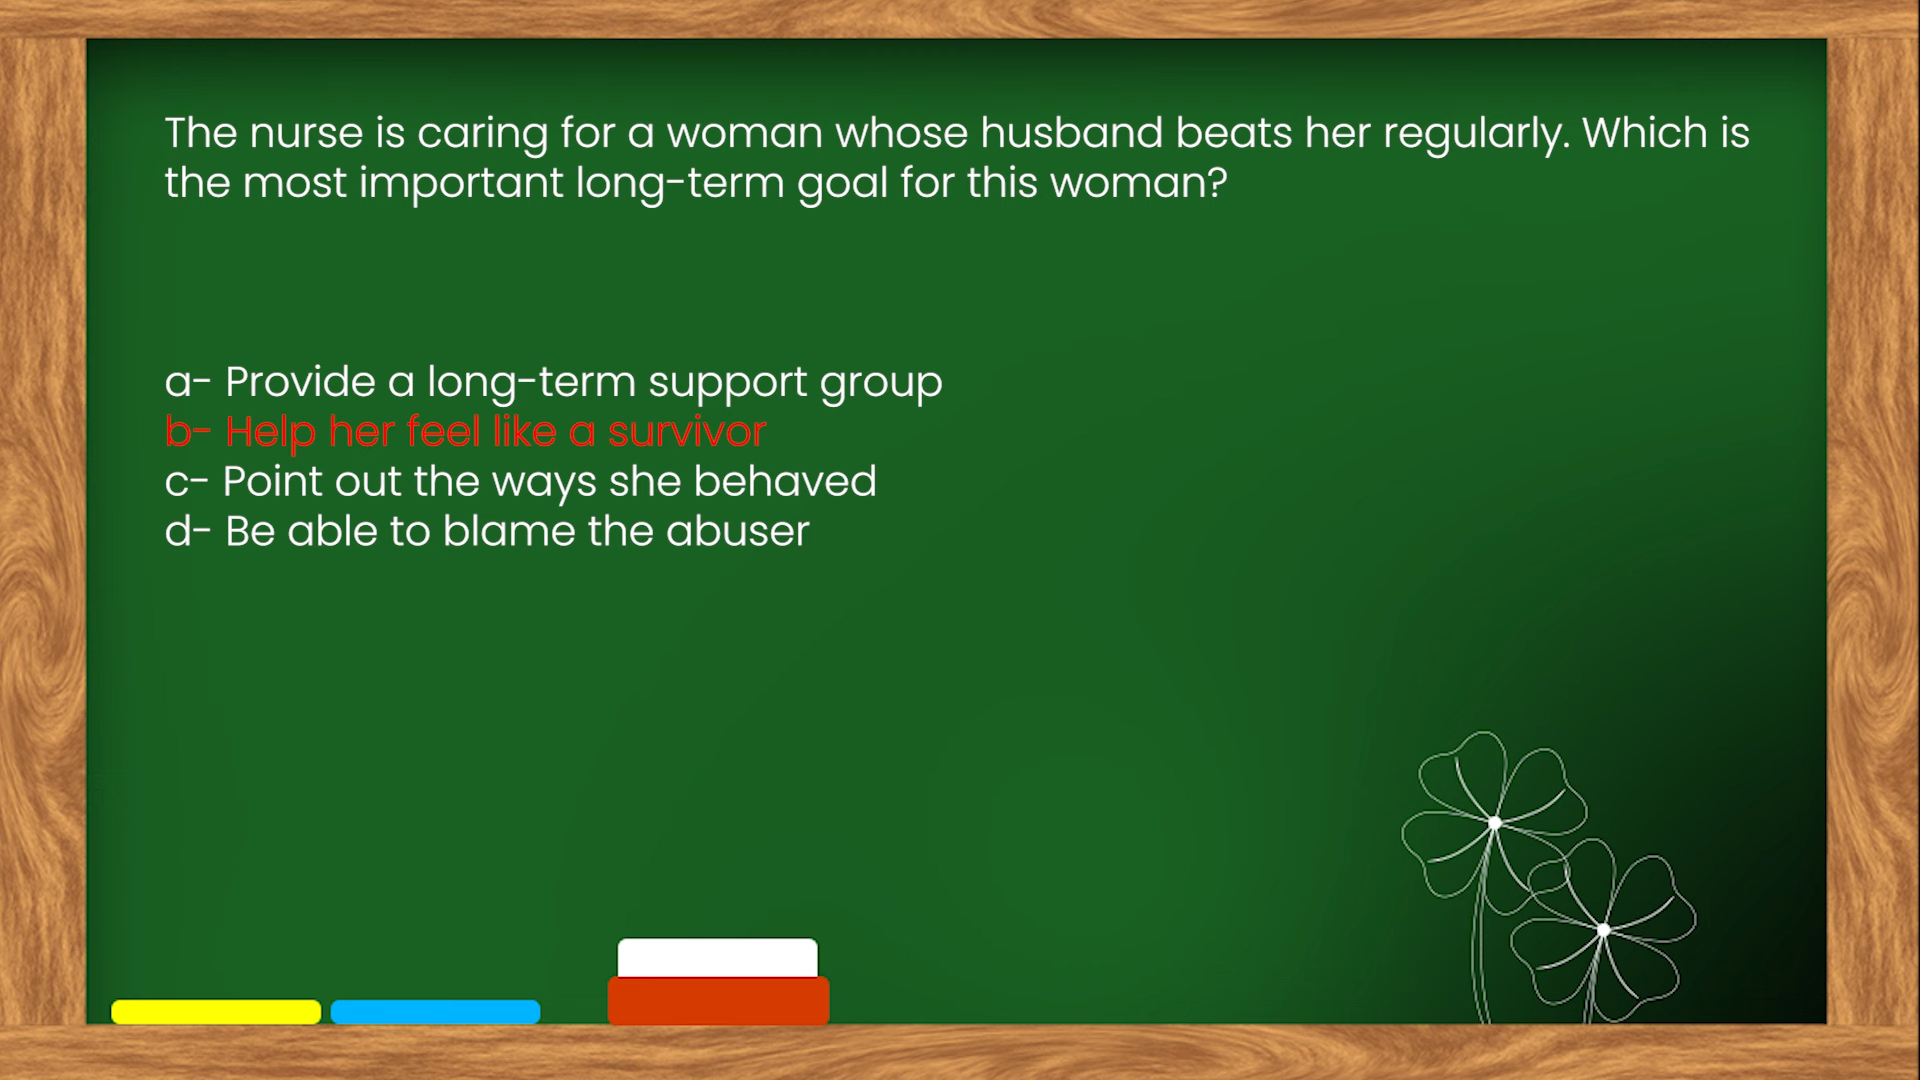 The nurse is caring for a woman whose husband beats her regularly. Which is
the most important long-term goal for this woman?
a- Provide a long-term support group
b- Help her feel like a survivor
c- Point out the ways she behaved
d- Be able to blame the abuser